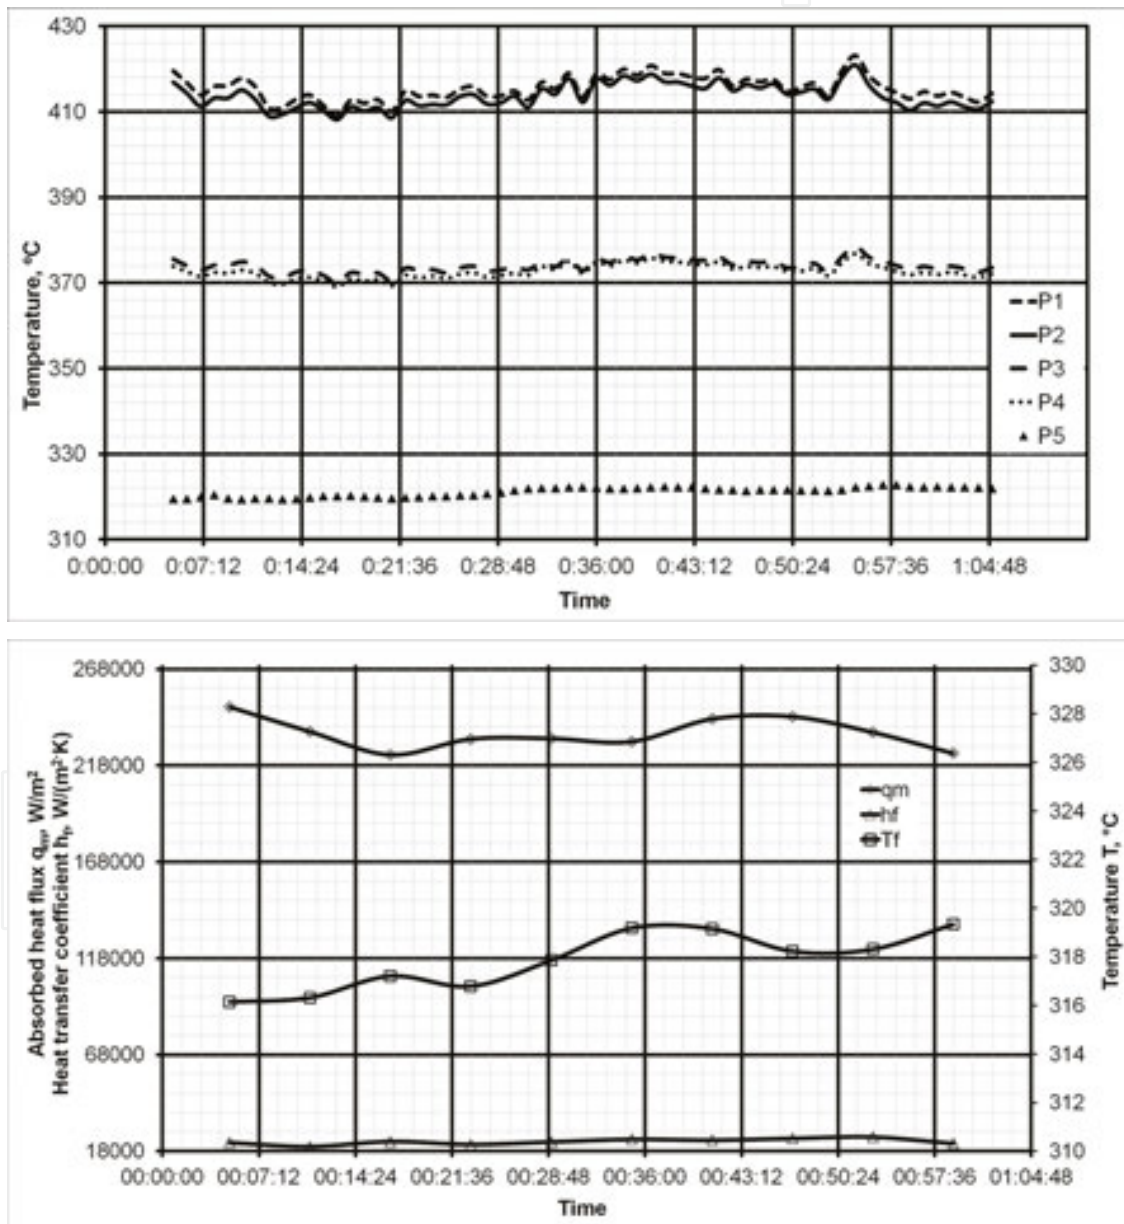 430
410
390
370
350
330
310
Temperature, °C
P1
P2
P3
P4
P5
0:00:00 0:07:12 0:14:24 0:21:36 0:28:48 0:36:00 0:43:12 0:50:24 0:57:36 1:04:48
Time
268000
218000
168000
118000
68000
18000
Absorbed heat flux qm, W/m²
Heat transfer coefficient hf, W/(m²·K)
qm
hf
Tf
330
328
326
324
322
320
318
316
314
312
310
Temperature T, °C
00:00:00 00:07:12 00:14:24 00:21:36 00:28:48 00:36:00 00:43:12 00:50:24 00:57:36 01:04:48
Time